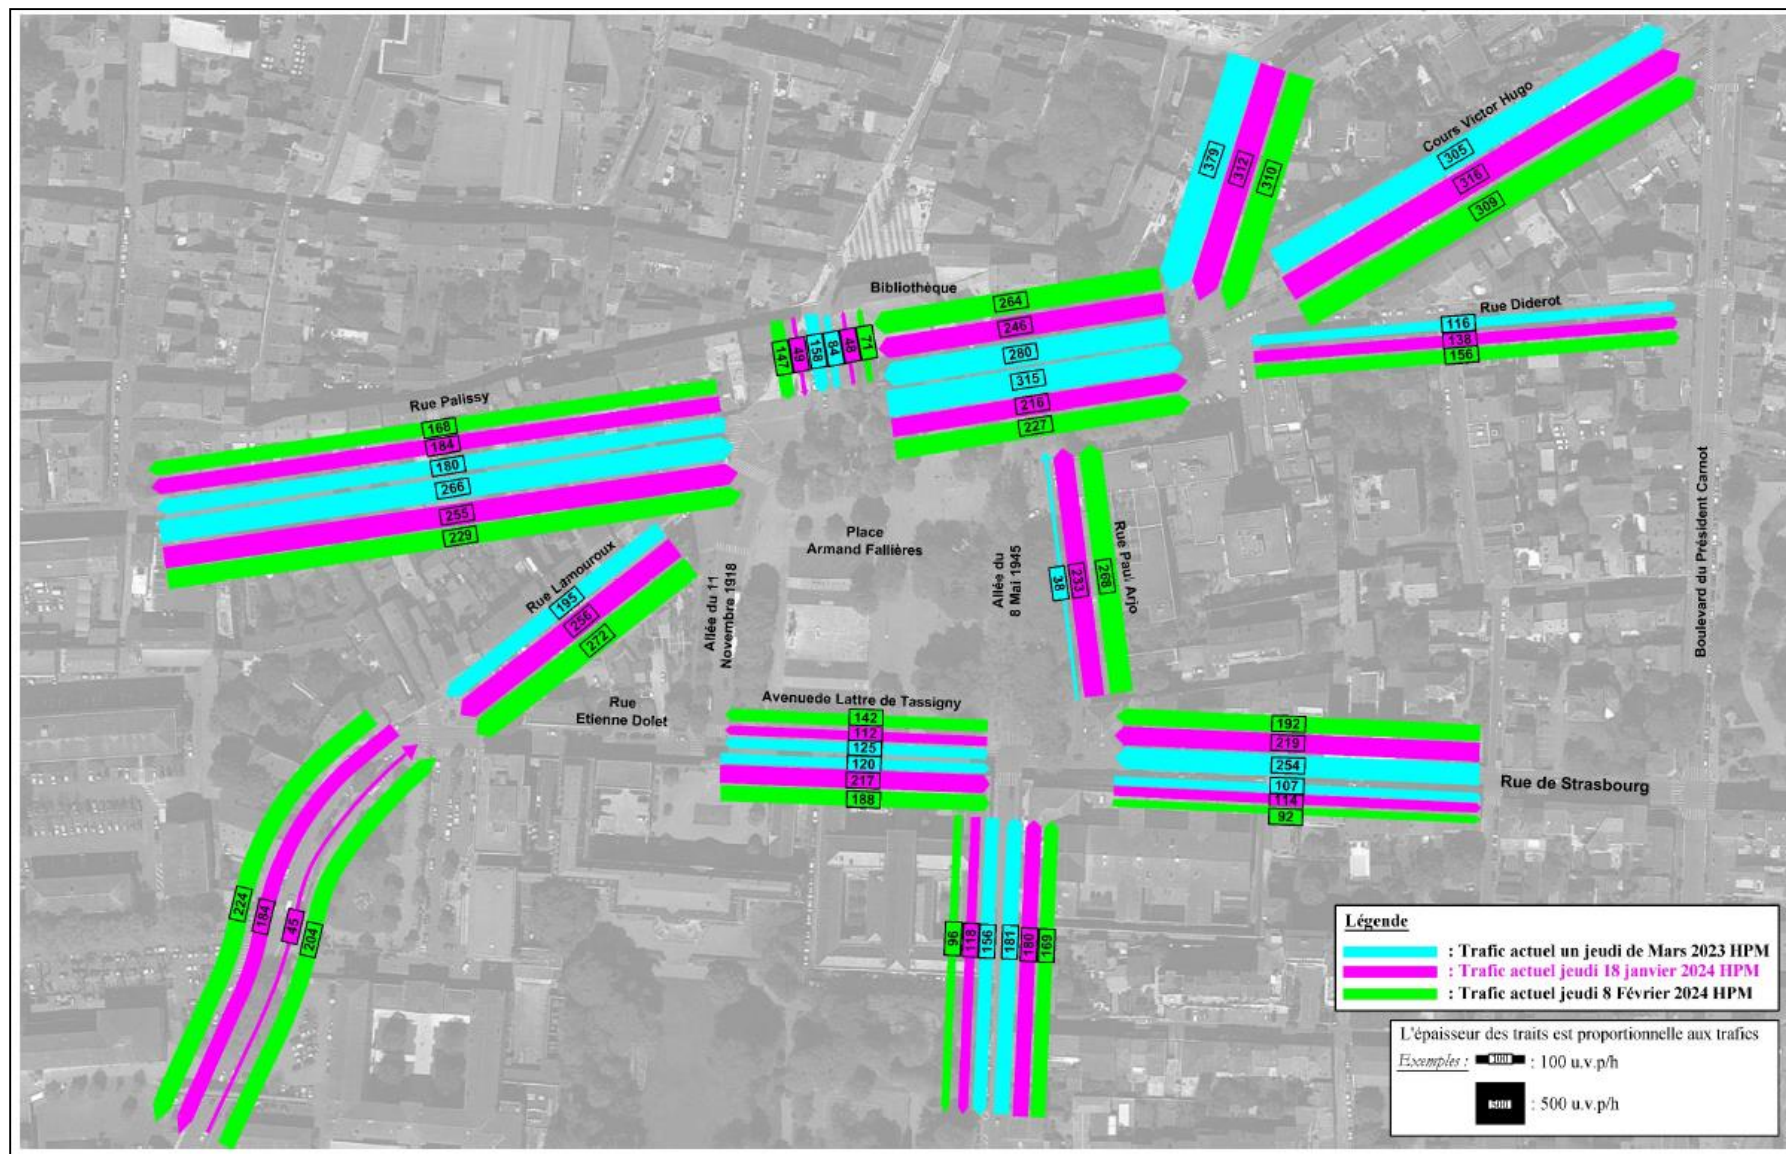 Cours Victor Hugo
379
312
310
305
316
309
Bibliothèque
264
246
280
315
216
227
Rue Diderot
116
138
156
147
49
158
84
48
71
Rue Palissy
168
184
180
266
255
229
Rue Lamouroux
195
256
272
Allée du 11
Novembre 1918
Place
Armand Fallières
Allée du
8 Mai 1945
38
233
268
Rue Paul Arjo
Boulevard du Président Carnot
Rue
Etienne Dolet
Avenuede Lattre de Tassigny
142
112
125
120
217
188
192
219
254
107
114
92
Rue de Strasbourg
224
184
45
204
96
118
156
181
180
169
Légende
: Trafic actuel un jeudi de Mars 2023 HPM
: Trafic actuel jeudi 18 janvier 2024 HPM
: Trafic actuel jeudi 8 Février 2024 HPM
L'épaisseur des traits est proportionnelle aux trafics
Exemples :
100 : 100 u.v.p/h
500 : 500 u.v.p/h